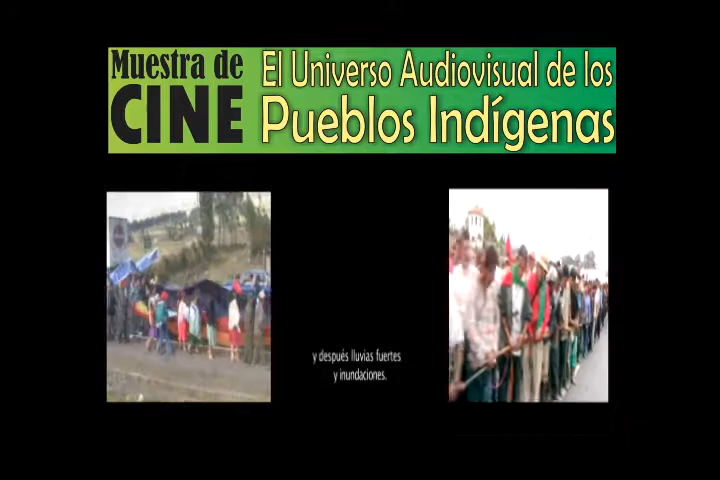 Muestra de
CINE
El Universo Audiovisual de los
Pueblos Indígenas
y después lluvias fuertes
y inundaciones.